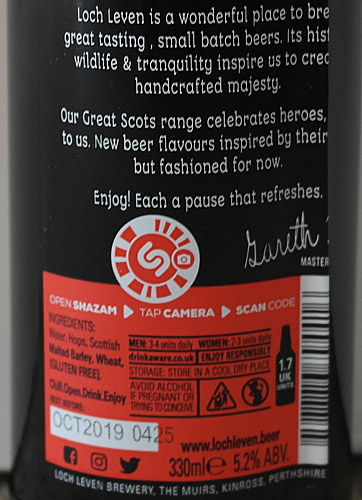 Loch Leven is a wonderful place to bre
great tasting , small batch beers. Its hist
wildlife & tranquility inspire us to crea
handcrafted majesty.
Our Great Scots range celebrates heroes,
to us. New beer flavours inspired by their
but fashioned for now.
Enjoy! Each a pause that refreshes.
Gareth
MASTER
OPEN SHAZAM ▶ TAP CAMERA ▶ SCAN CODE
INGREDIENTS:
Water, Hops, Scottish
Malted Barley, Wheat,
(GLUTEN FREE).
Chill.Open.Drink.Enjoy
BEST BEFORE:
OCT2019 0425
MEN: 3-4 units daily WOMEN: 2-3 units daily
drinkaware.co.uk ENJOY RESPONSIBLY
STORAGE: STORE IN A COOL DRY PLACE
AVOID ALCOHOL
IF PREGNANT OR
TRYING TO CONCEIVE
1.7
UK
UNITS
www.lochleven.beer
330ml℮ 5.2% ABV.
LOCH LEVEN BREWERY, THE MUIRS, KINROSS, PERTHSHIRE